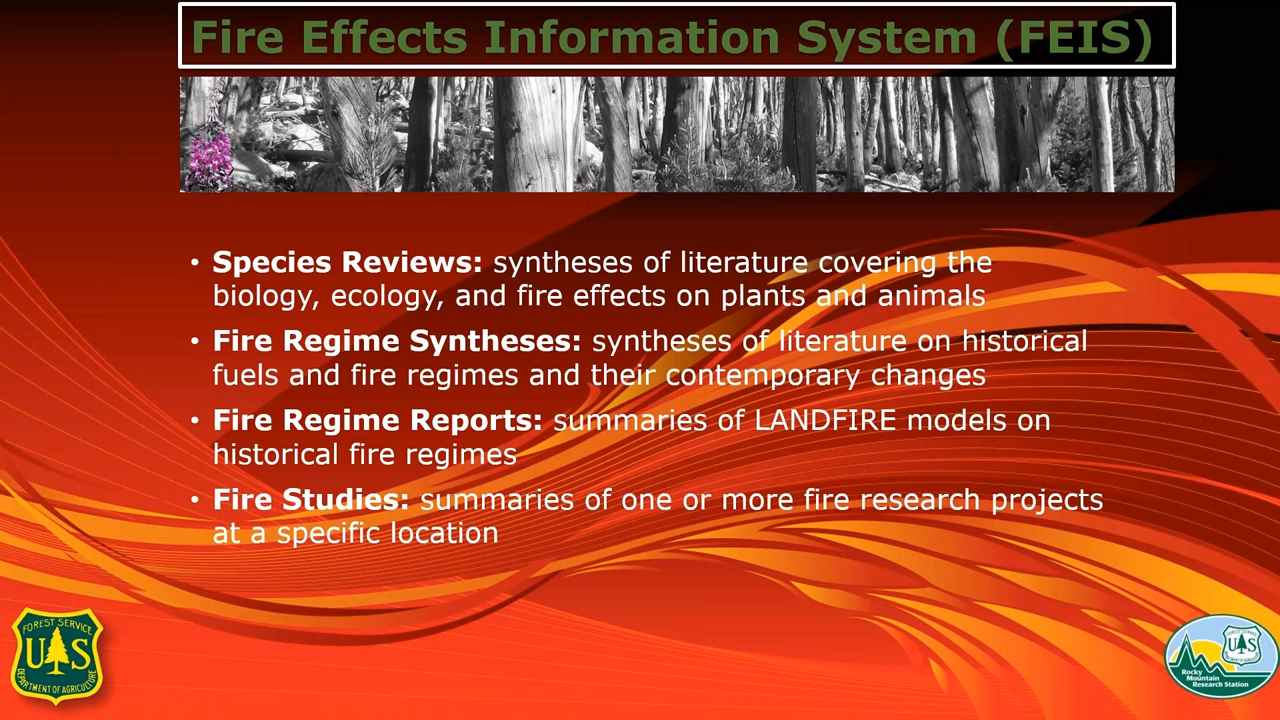 Fire Effects Information System (FEIS)
• Species Reviews: syntheses of literature covering the
biology, ecology, and fire effects on plants and animals
• Fire Regime Syntheses: syntheses of literature on historical
fuels and fire regimes and their contemporary changes
• Fire Regime Reports: summaries of LANDFIRE models on
historical fire regimes
• Fire Studies: summaries of one or more fire research projects
at a specific location
FOREST SERVICE
U S
DEPARTMENT OF AGRICULTURE
U S
Rocky
Mountain
Research Station